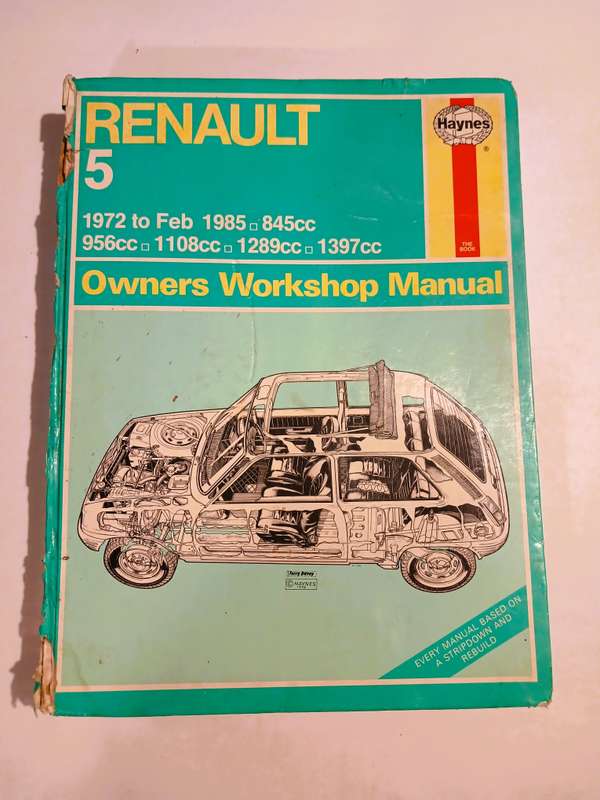 RENAULT
5
Haynes
®
1972 to Feb 1985 □ 845cc
956cc □ 1108cc □ 1289cc □ 1397cc
THE
BOOK
Owners Workshop Manual
Terry Davey
© HAYNES
EVERY MANUAL BASED ON
A STRIPDOWN AND
REBUILD